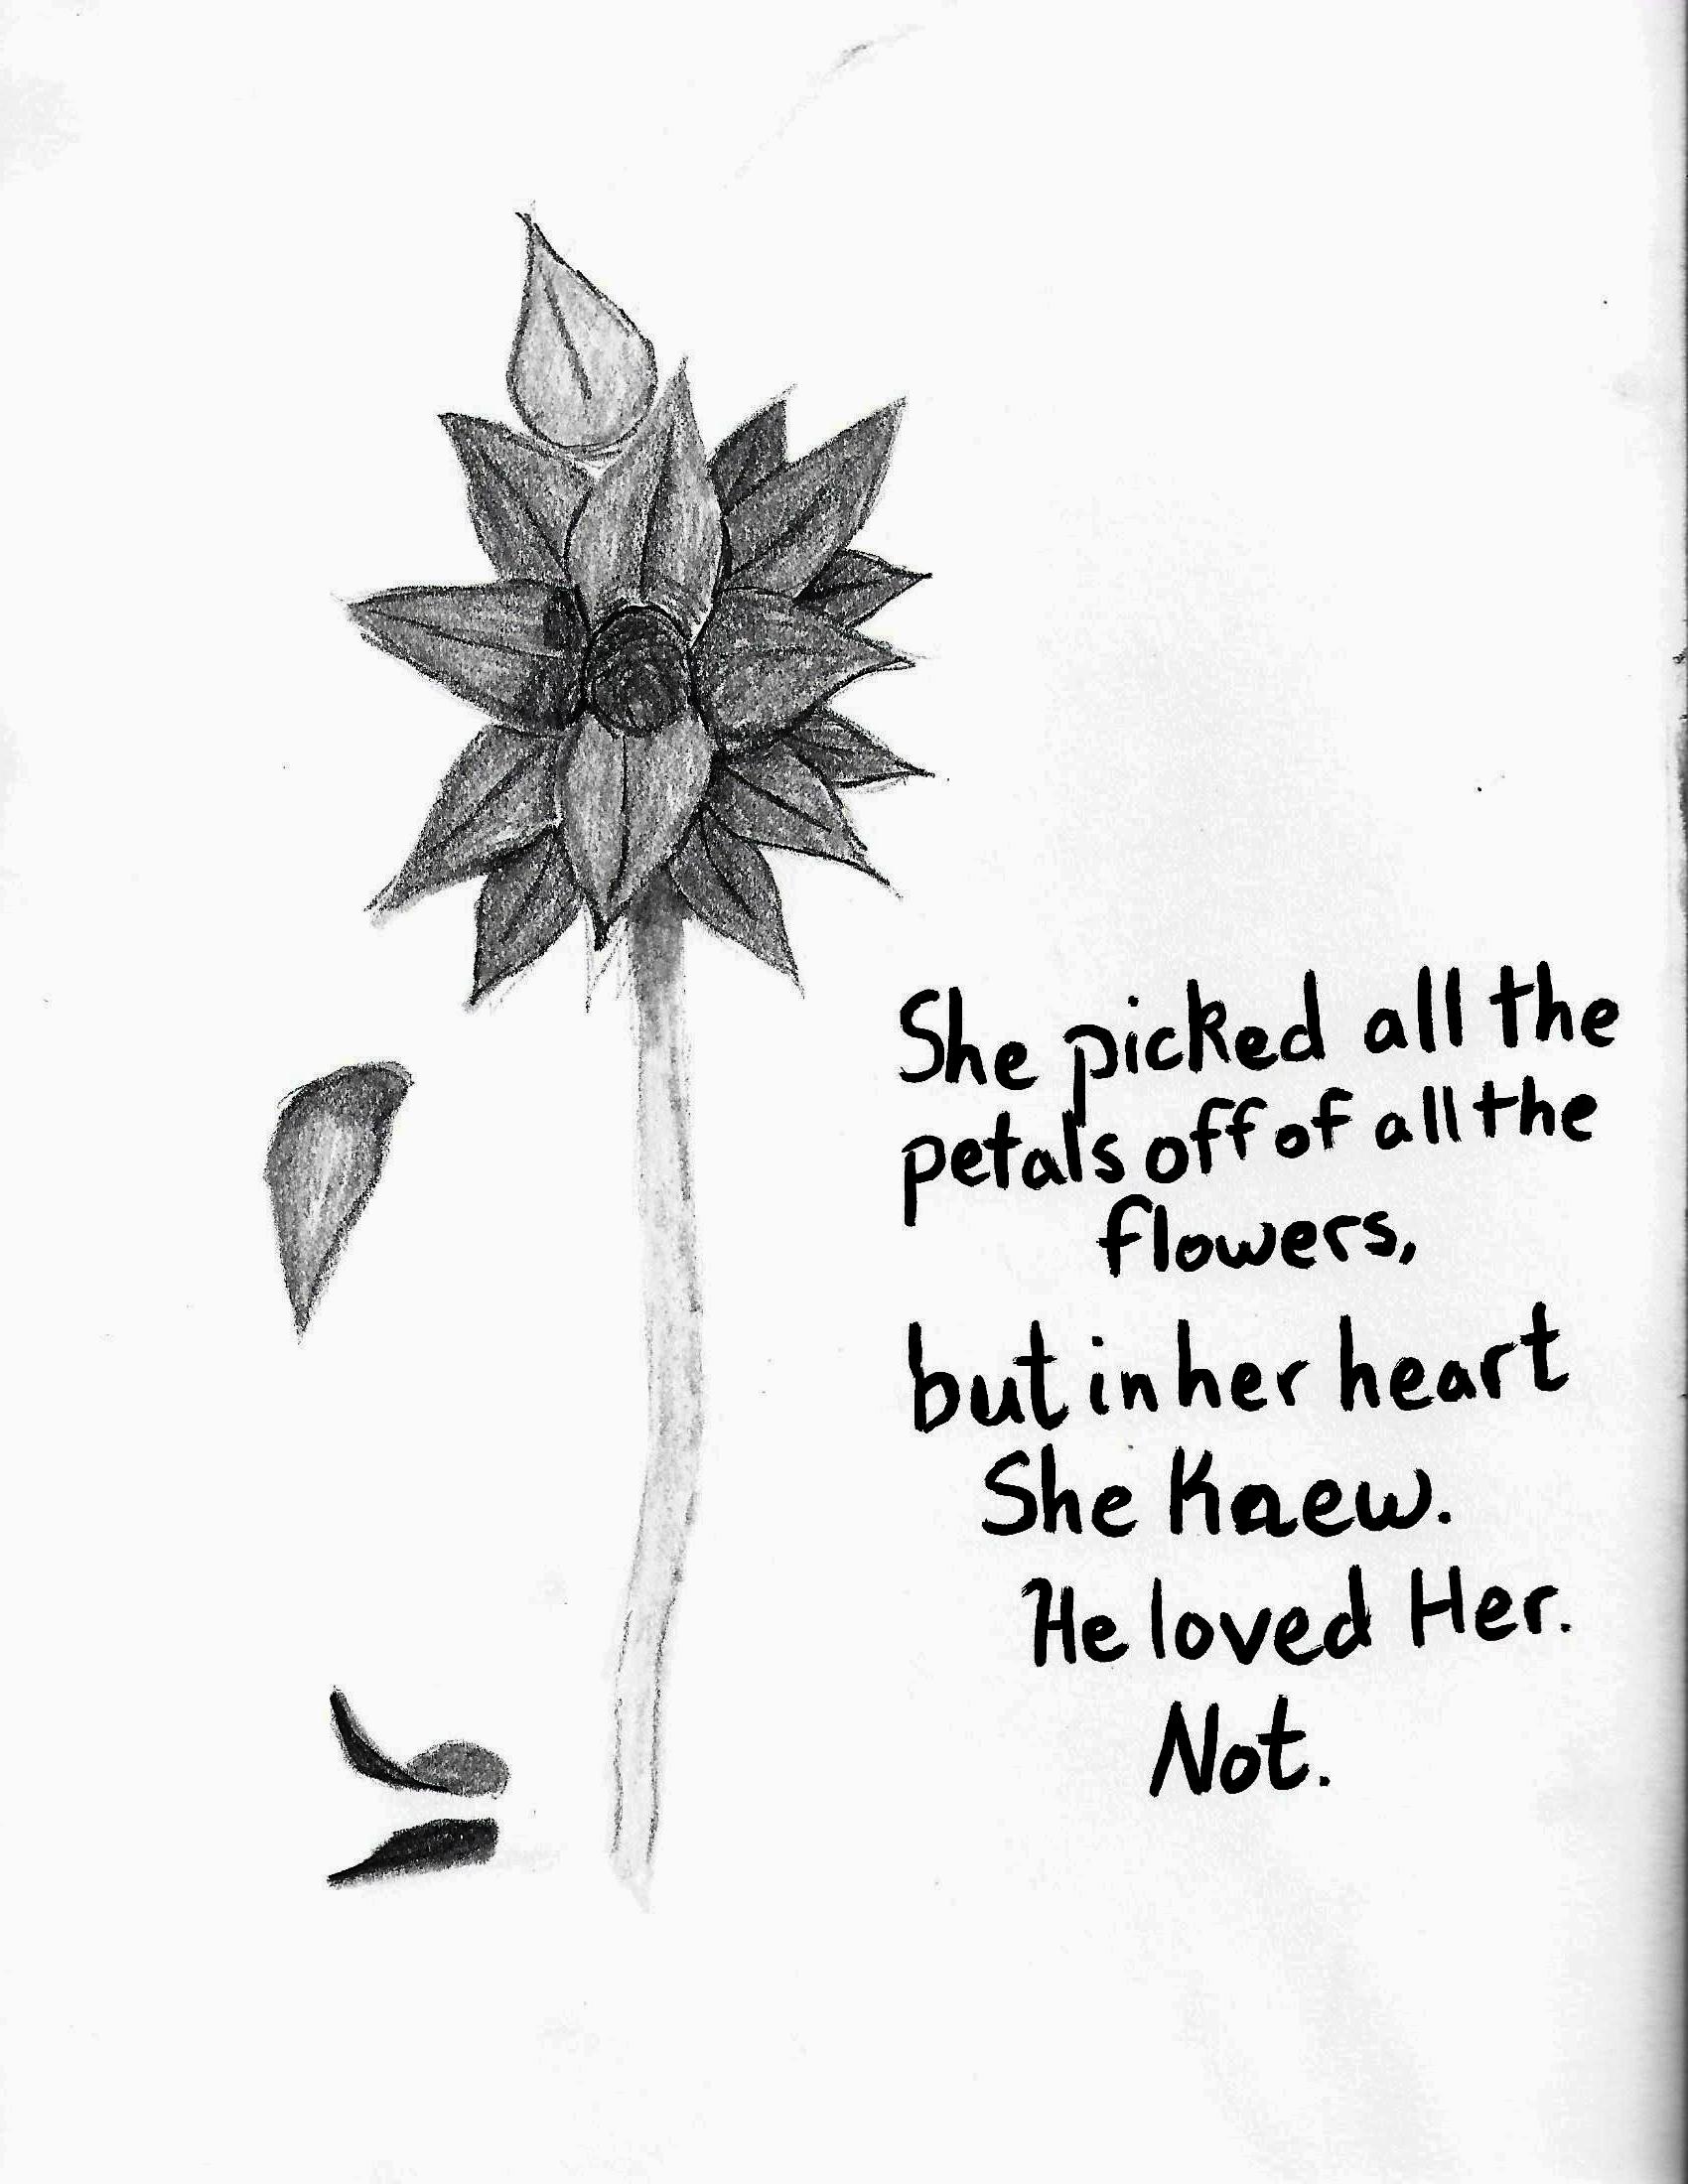 She picked all the
petals off of all the
flowers,
but in her heart
She Knew.
He loved Her.
Not.